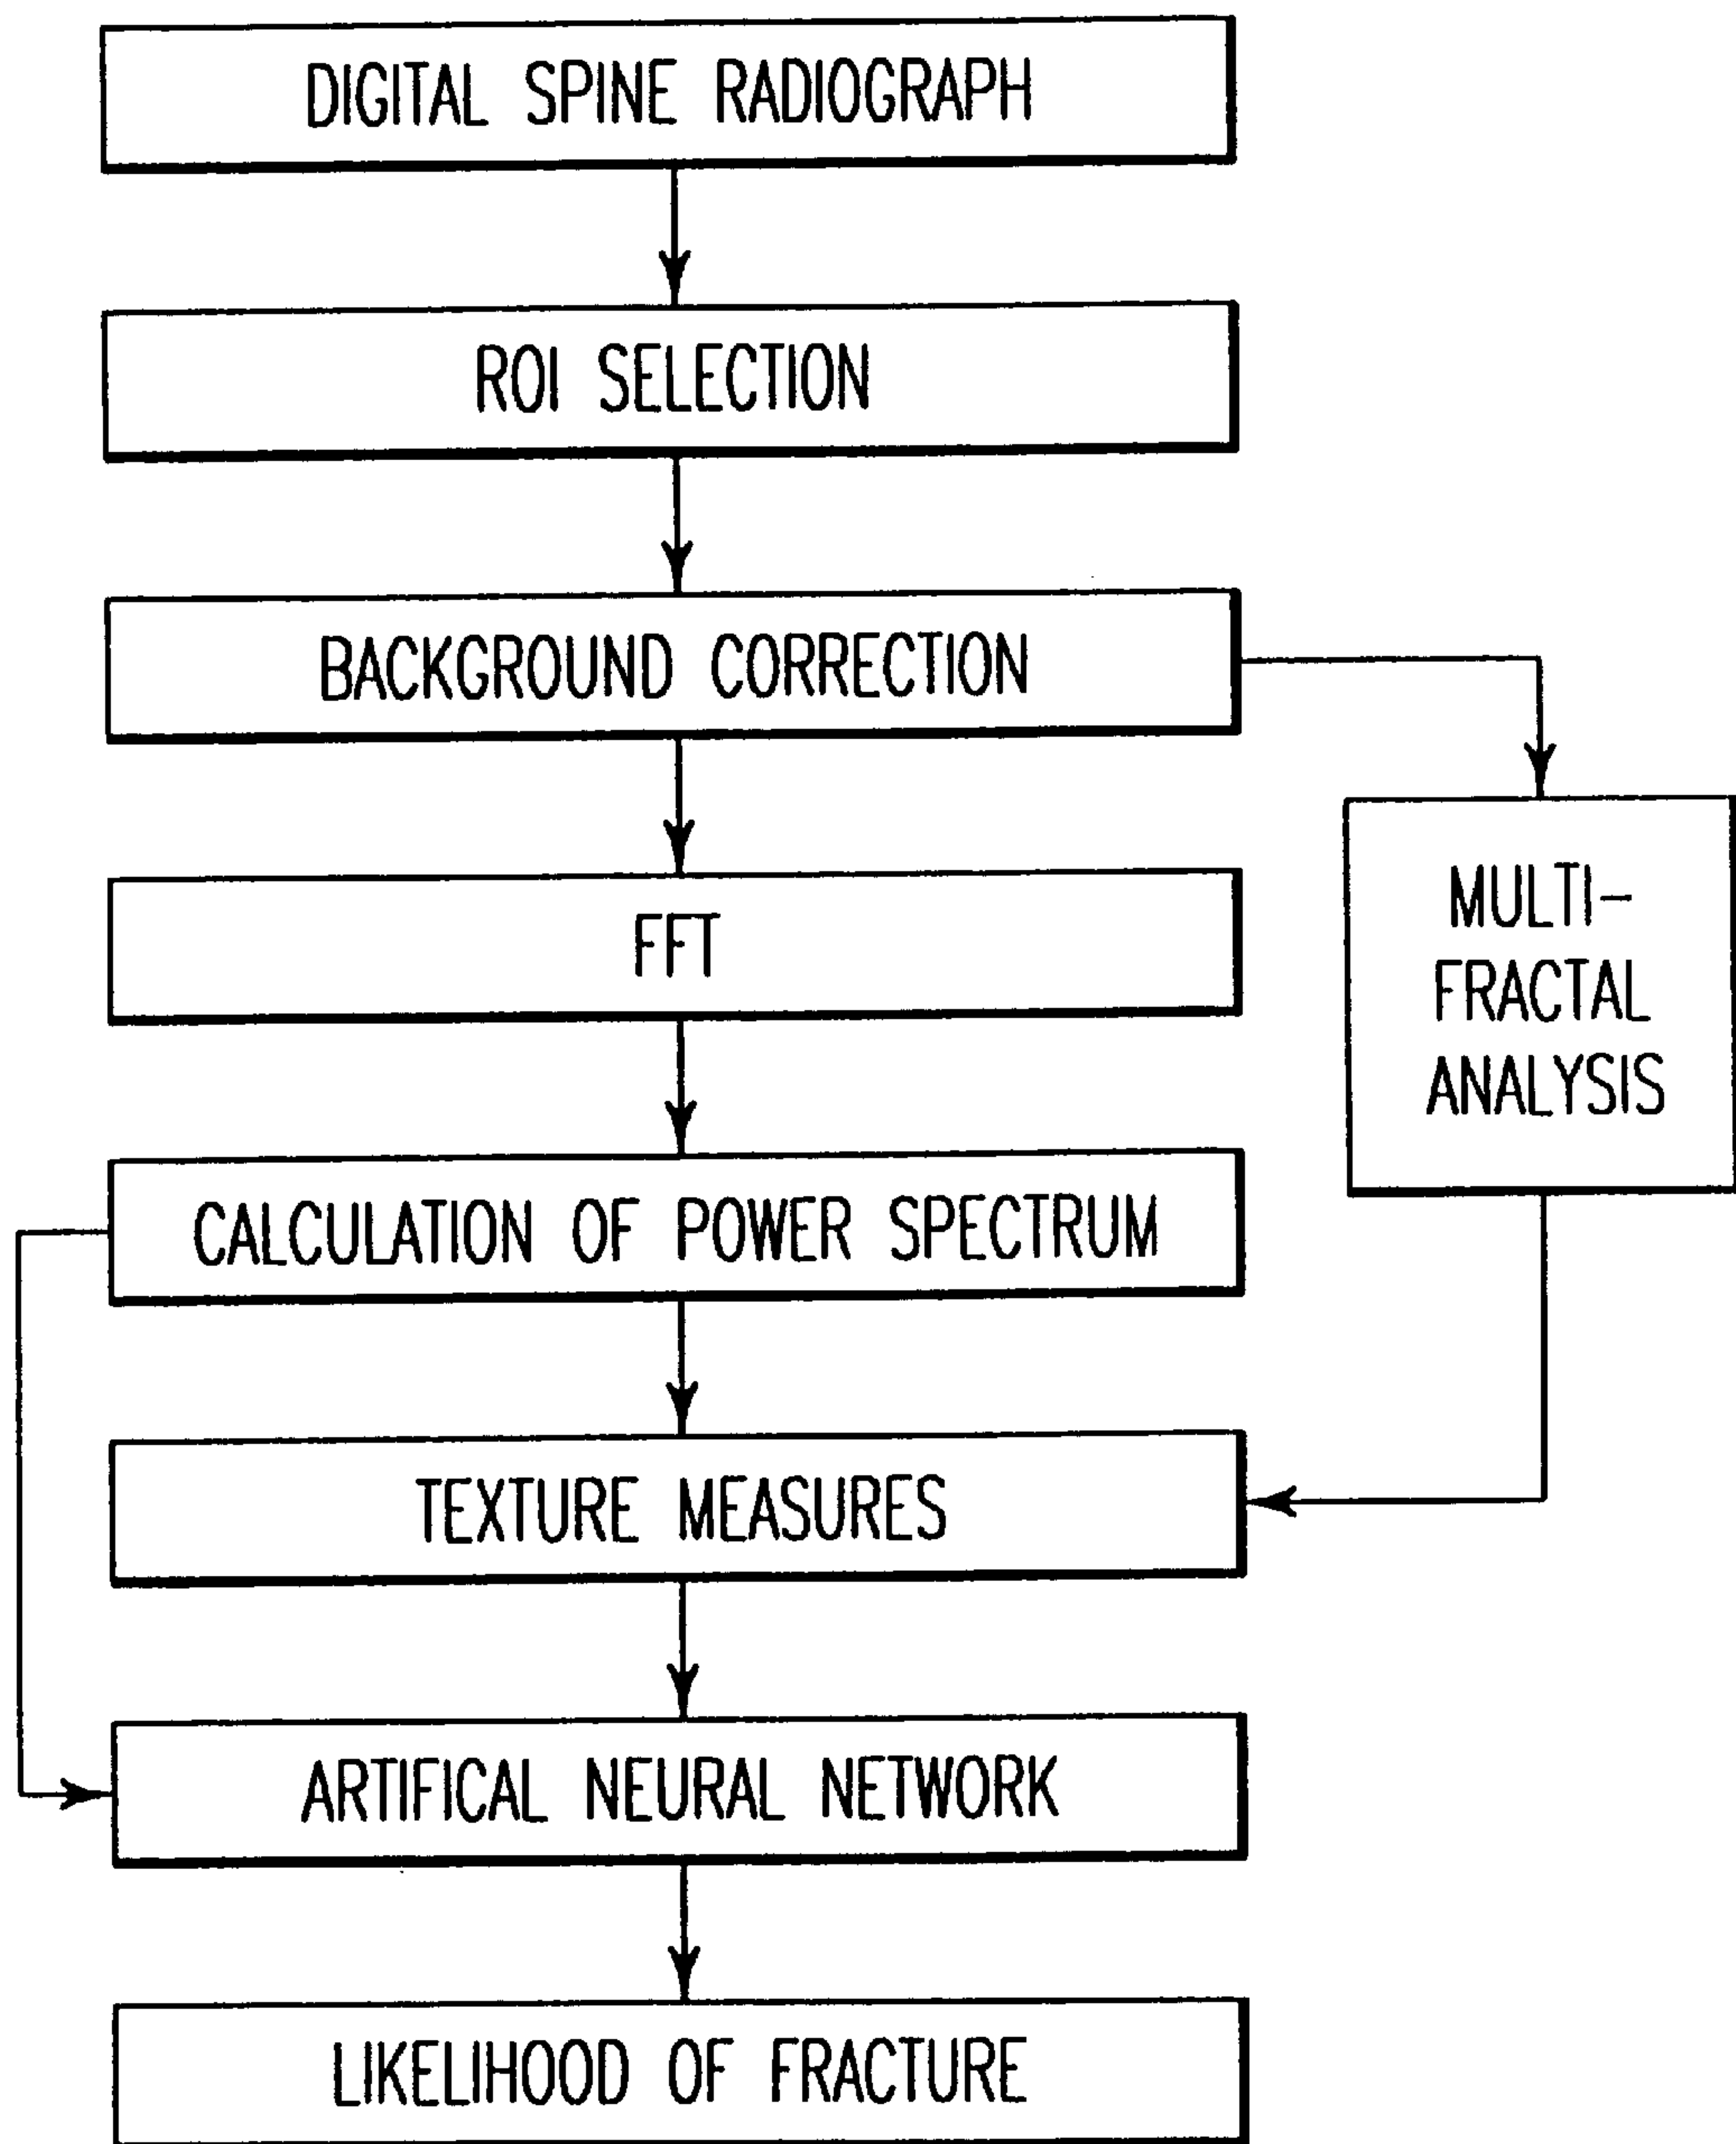 DIGITAL SPINE RADIOGRAPH
ROI SELECTION
BACKGROUND CORRECTION
FFT
MULTI-
FRACTAL
ANALYSIS
CALCULATION OF POWER SPECTRUM
TEXTURE MEASURES
ARTIFICAL NEURAL NETWORK
LIKELIHOOD OF FRACTURE